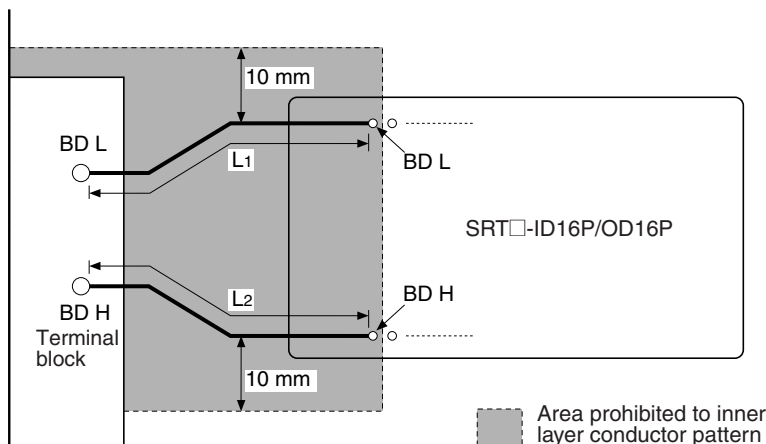 10 mm
BD L
L1
BD L
SRT□-ID16P/OD16P
L2
BD H
BD H
Terminal
block
10 mm
Area prohibited to inner
layer conductor pattern